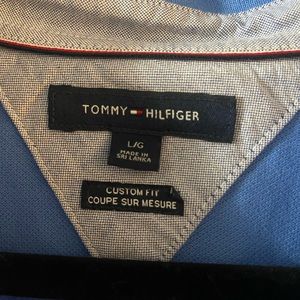 TOMMY HILFIGER
L/G
MADE IN
SRI LANKA
CUSTOM FIT
COUPE SUR MESURE